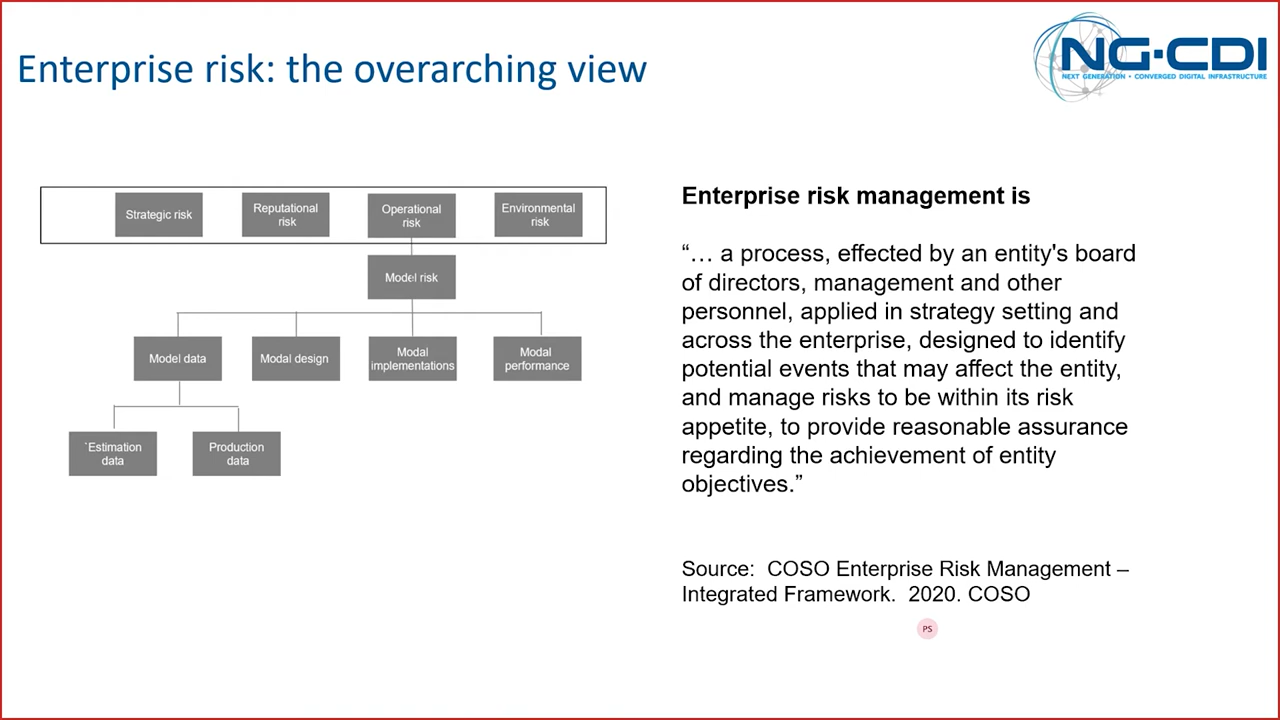 Enterprise risk: the overarching view
NG-CDI
NEXT GENERATION • CONVERGED DIGITAL INFRASTRUCTURE
Strategic risk
Reputational
risk
Operational
risk
Environmental
risk
Model risk
Model data
Modal design
Modal
implementations
Modal
performance
`Estimation
data
Production
data
Enterprise risk management is
“… a process, effected by an entity's board
of directors, management and other
personnel, applied in strategy setting and
across the enterprise, designed to identify
potential events that may affect the entity,
and manage risks to be within its risk
appetite, to provide reasonable assurance
regarding the achievement of entity
objectives.”
Source:  COSO Enterprise Risk Management –
Integrated Framework.  2020. COSO
PS